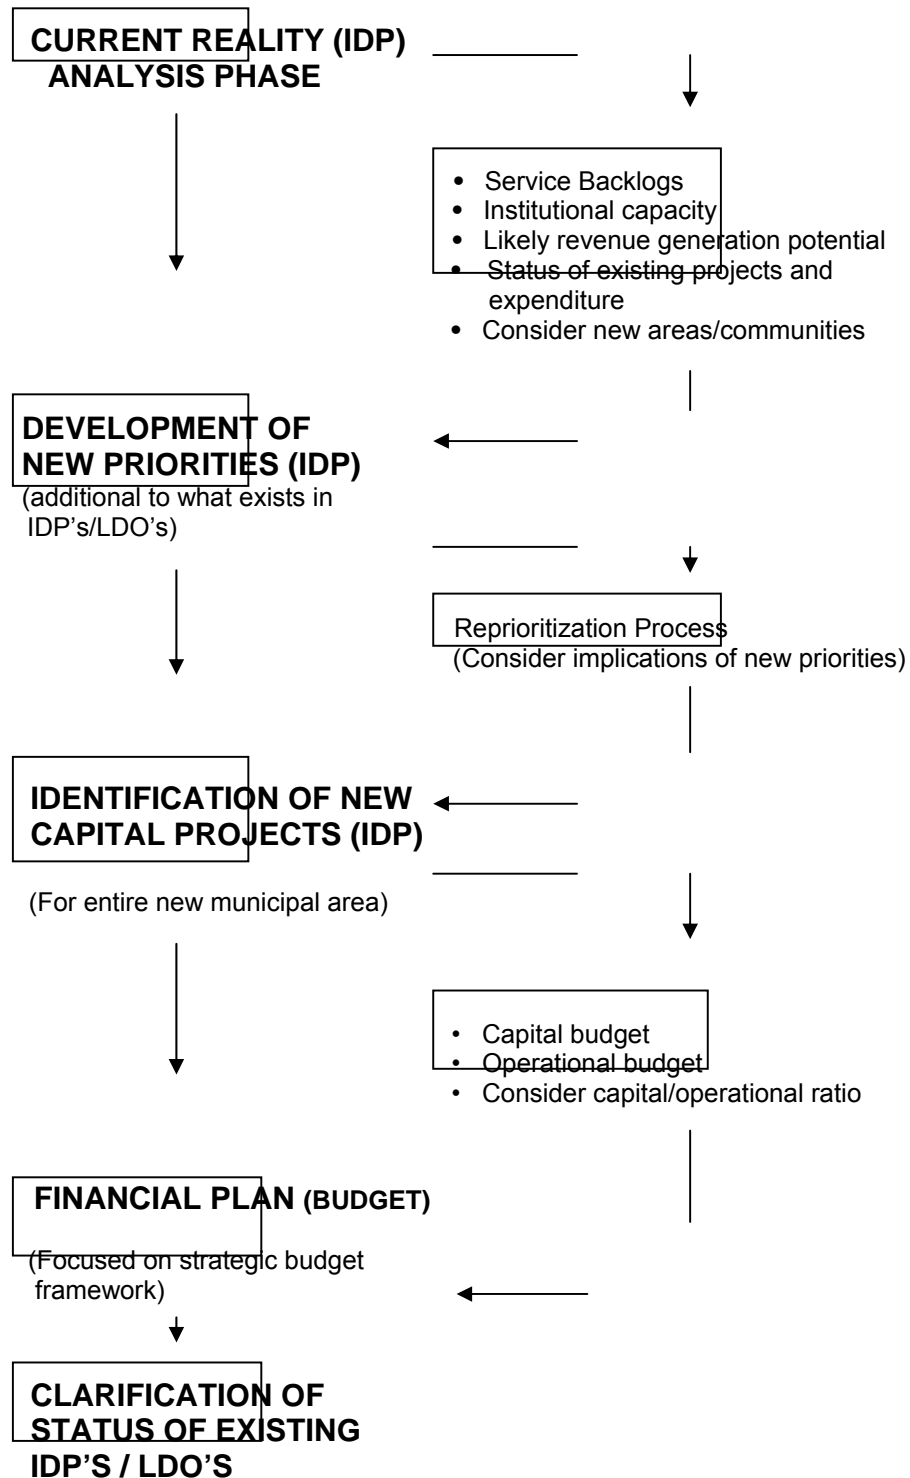 CURRENT REALITY (IDP)
ANALYSIS PHASE
• Service Backlogs
• Institutional capacity
• Likely revenue generation potential
• Status of existing projects and
expenditure
• Consider new areas/communities
DEVELOPMENT OF
NEW PRIORITIES (IDP)
(additional to what exists in
IDP’s/LDO’s)
Reprioritization Process
(Consider implications of new priorities)
IDENTIFICATION OF NEW
CAPITAL PROJECTS (IDP)
(For entire new municipal area)
• Capital budget
• Operational budget
• Consider capital/operational ratio
FINANCIAL PLAN (BUDGET)
(Focused on strategic budget
framework)
CLARIFICATION OF
STATUS OF EXISTING
IDP’S / LDO’S